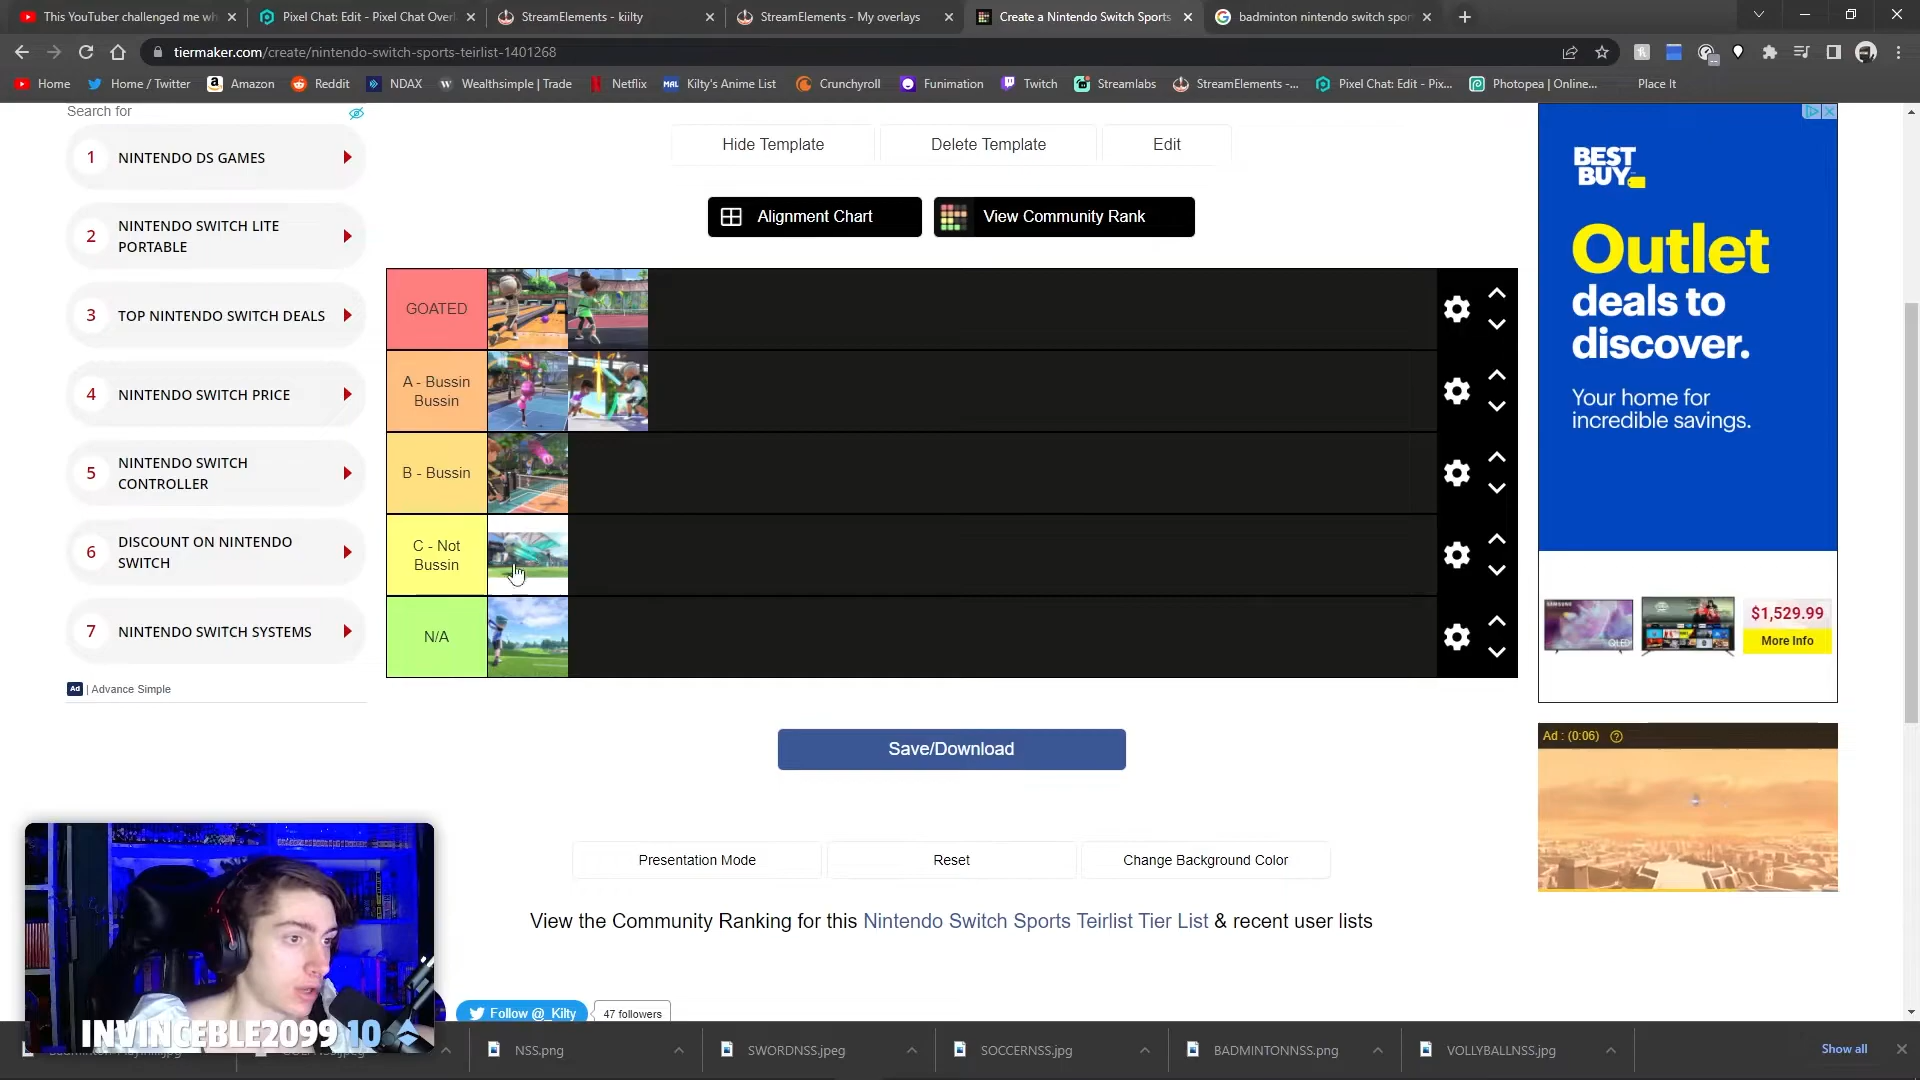 This YouTuber challenged me wh
Pixel Chat: Edit - Pixel Chat Over
StreamElements - kiilty
StreamElements - My overlays
Create a Nintendo Switch Sports
badminton nintendo switch spor
tiermaker.com/create/nintendo-switch-sports-teirlist-1401268
Home
Home / Twitter
Amazon
Reddit
NDAX
Wealthsimple | Trade
Netflix
MAL
Kilty's Anime List
Crunchyroll
Funimation
Twitch
Streamlabs
StreamElements -...
Pixel Chat: Edit - Pix...
Photopea | Online...
Place It
Search for
1 NINTENDO DS GAMES
2 NINTENDO SWITCH LITE
PORTABLE
3 TOP NINTENDO SWITCH DEALS
4 NINTENDO SWITCH PRICE
5 NINTENDO SWITCH
CONTROLLER
6 DISCOUNT ON NINTENDO
SWITCH
7 NINTENDO SWITCH SYSTEMS
Ad | Advance Simple
Hide Template
Delete Template
Edit
Alignment Chart
View Community Rank
GOATED
A - Bussin
Bussin
B - Bussin
C - Not
Bussin
N/A
Save/Download
Presentation Mode
Reset
Change Background Color
View the Community Ranking for this Nintendo Switch Sports Teirlist Tier List & recent user lists
Follow @_Kilty
47 followers
BEST
BUY
Outlet
deals to
discover.
Your home for
incredible savings.
SAMSUNG
QLED
$1,529.99
More Info
Ad : (0:06)
INVINCEBLE2099 10
NSS.png
SWORDNSS.jpeg
SOCCERNSS.jpg
BADMINTONNSS.png
VOLLYBALLNSS.jpg
Show all